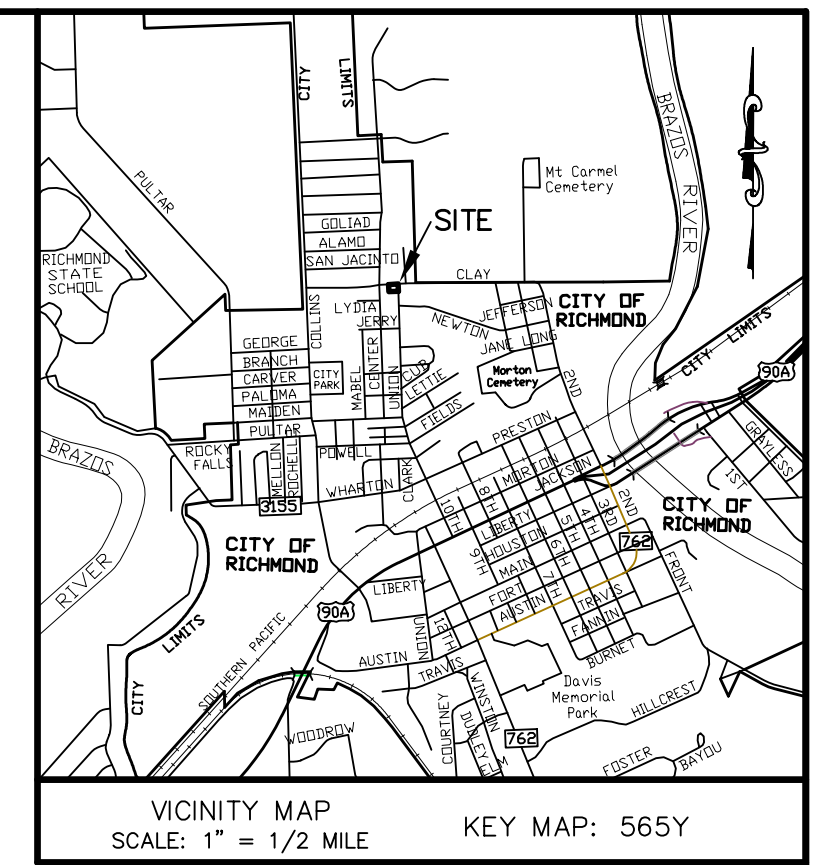 CITY
LIMITS
BRAZOS
RIVER
PULTAR
Mt Carmel
Cemetery
GOLIAD
ALAMO
SAN JACINTO
SITE
CLAY
RICHMOND
STATE
SCHOOL
COLLINS
LYDIA
JERRY
NEWTON
JEFFERSON
JANE LONG
CITY OF
RICHMOND
CITY LIMITS
90A
GEORGE
BRANCH
CARVER
PALOMA
MAIDEN
PULTAR
CITY
PARK
MABEL
CENTER
UNION
CUB
LETTIE
FIELDS
Morton
Cemetery
2ND
PRESTON
GRAYLESS
1ST
BRAZOS
RIVER
ROCKY
FALLS
MELLON
ROCHELL
POWELL
WHARTON
CLARK
3155
MORTON
JACKSON
10TH
8TH
9TH
LIBERTY
HOUSTON
MAIN
FORT
AUSTIN
7TH
6TH
5TH
4TH
3RD
2ND
762
CITY OF
RICHMOND
FRONT
CITY OF
RICHMOND
LIBERTY
90A
UNION
12TH
TRAVIS
FANNIN
BURNET
CITY
LIMITS
SOUTHERN PACIFIC
AUSTIN
TRAVIS
WINSTON
COURTNEY
DUDLEY
ELM
762
Davis
Memorial
Park
HILLCREST
WOODROW
FOSTER
BAYOU
VICINITY MAP
SCALE: 1" = 1/2 MILE
KEY MAP: 565Y